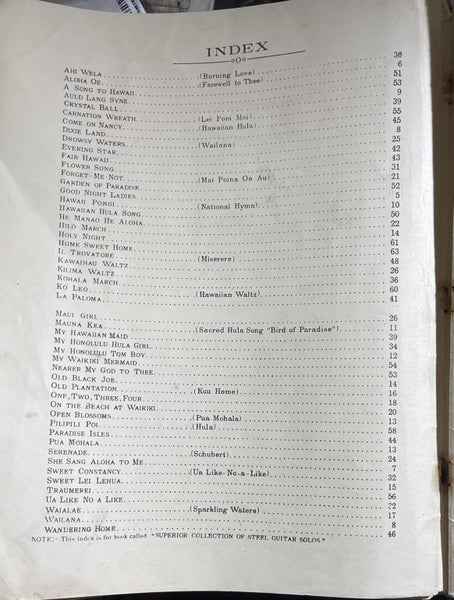 INDEX
AHI WELA (Burning Love) 36
ALOHA OE (Farewell to Thee) 6
A SONG TO HAWAII 51
AULD LANG SYNE 53
CRYSTAL BALL 9
CARNATION WREATH (Lei Poni Moi) 39
COME ON NANCY (Hawaiian Hula) 55
DIXIE LAND 45
DROWSY WATERS (Wailana) 8
EVENING STAR 25
FAIR HAWAII 42
FLOWER SONG 43
FORGET-ME-NOT (Mai Poina Oe Au) 31
GARDEN OF PARADISE 21
GOOD NIGHT LADIES 52
HAWAII PONOI (National Hymn) 5
HAWAIIAN HULA SONG 10
HE MANAO HE ALOHA 50
HILO MARCH 22
HOLY NIGHT 14
HOME SWEET HOME 61
IL TROVATORE (Miserere) 63
KAWAIHAU WALTZ 48
KILIMA WALTZ 26
KOHALA MARCH 36
KO LEO (Hawaiian Waltz) 60
LA PALOMA 41
MAUI GIRL 26
MAUNA KEA (Sacred Hula Song "Bird of Paradise") 11
MY HAWAIIAN MAID 39
MY HONOLULU HULA GIRL 34
MY HONOLULU TOM BOY 12
MY WAIKIKI MERMAID 54
NEARER MY GOD TO THEE 53
OLD BLACK JOE 14
OLD PLANTATION (Kuu Home) 16
ONE, TWO, THREE, FOUR 18
ON THE BEACH AT WAIKIKI 20
OPEN BLOSSOMS (Pua Mohala) 13
PILIPILI POI (Hula) 58
PARADISE ISLES 44
PUA MOHALA 13
SERENADE (Schubert) 24
SHE SANG ALOHA TO ME 7
SWEET CONSTANCY (Ua Like-No-a-Like) 32
SWEET LEI LEHUA 15
TRAUMEREI 56
UA LIKE NO A LIKE 22
WAIALAE (Sparkling Waters) 17
WAILANA 8
WANDERING HOME 46
NOTE:- This index is for book called "SUPERIOR COLLECTION OF STEEL GUITAR SOLOS"